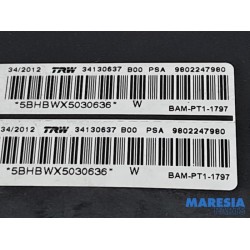 34/2012 TRW 34130637 B00 PSA 9802247980
*5BHBWX5030636* W
BAM-PT1-1797
34/2012 TRW 34130637 B00 PSA 9802247980
*5BHBWX5030636* W
BAM-PT1-1797
MARESIA
PARTS